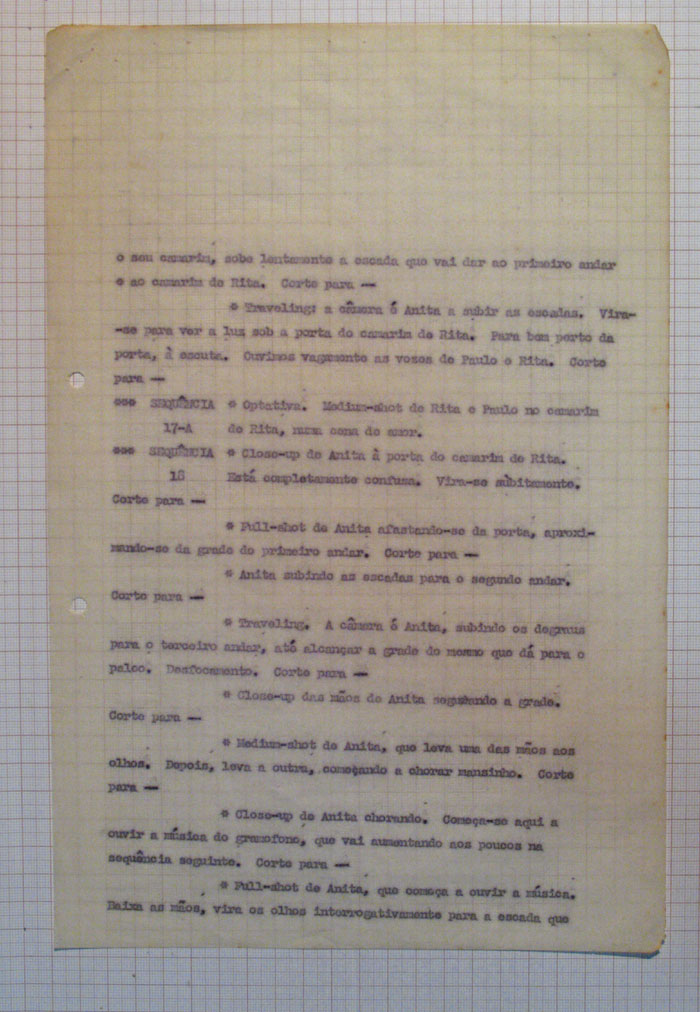 o seu camarim, sobe lentamente a escada que vai dar ao primeiro andar
e ao camarim de Rita. Corte para —
* Traveling: a câmera é Anita a subir as escadas. Vira-
-se para ver a luz sob a porta do camarim de Rita. Para bem perto da
porta, à escuta. Ouvimos vagamente as vozes de Paulo e Rita. Corte
para —
*** SEQUÊNCIA * Optativa. Medium-shot de Rita e Paulo no camarim
17-A de Rita, numa cena de amor.
*** SEQUÊNCIA * Close-up de Anita à porta do camarim de Rita.
18 Está completamente confusa. Vira-se sùbitamente.
Corte para —
* Full-shot de Anita afastando-se da porta, aproxi-
mando-se da grade do primeiro andar. Corte para —
* Anita subindo as escadas para o segundo andar.
Corte para —
* Traveling. A câmera é Anita, subindo os degraus
para o terceiro andar, até alcançar a grade do mesmo que dá para o
palco. Desfocamento. Corte para —
* Close-up das mãos de Anita segurando a grade.
Corte para —
* Medium-shot de Anita, que leva uma das mãos aos
olhos. Depois, leva a outra, começando a chorar mansinho. Corte
para —
* Close-up de Anita chorando. Começa-se aqui a
ouvir a música do gramofone, que vai aumentando aos poucos na
sequência seguinte. Corte para —
* Full-shot de Anita, que começa a ouvir a música.
Baixa as mãos, vira os olhos interrogativamente para a escada que